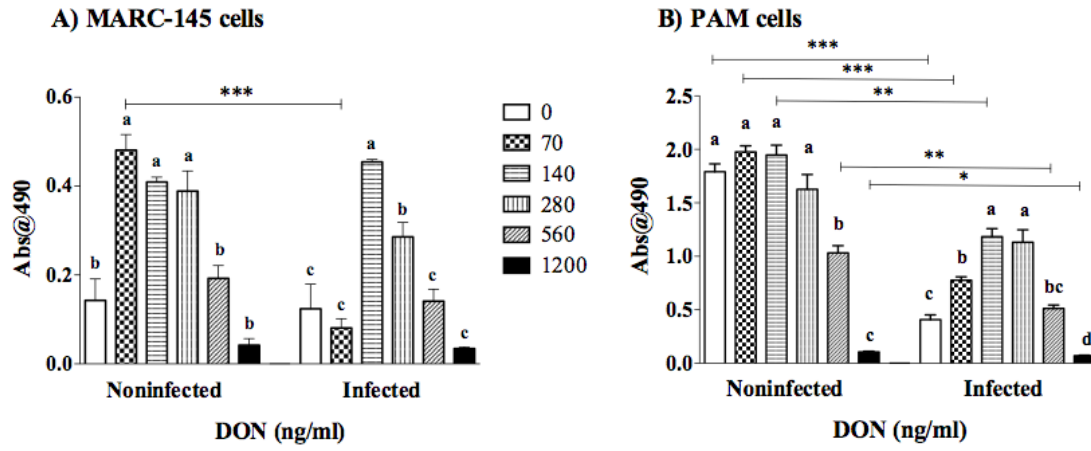 A) MARC-145 cells
***
0.6
0.4
0.2
0.0
Abs@490
a
a
a
b
b
b
a
b
c
c
c
c
Noninfected
Infected
DON (ng/ml)
0
70
140
280
560
1200
B) PAM cells
***
***
**
**
*
2.5
2.0
1.5
1.0
0.5
0.0
Abs@490
a
a
a
a
b
c
c
b
a
a
bc
d
Noninfected
Infected
DON (ng/ml)